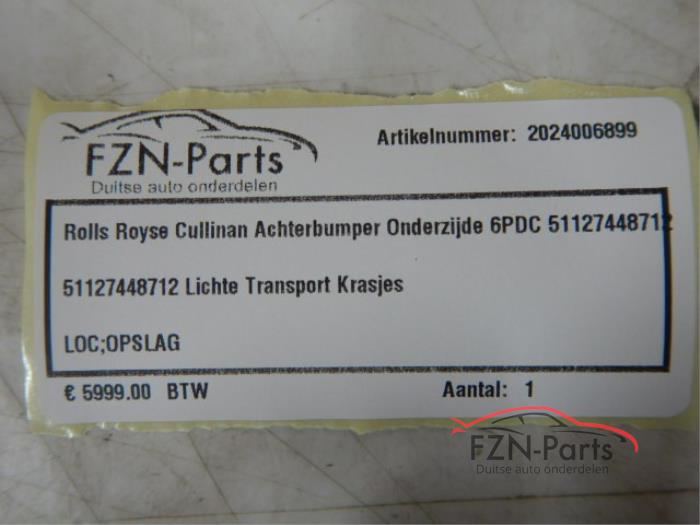 FZN-Parts
Duitse auto onderdelen
Artikelnummer: 2024006899
Rolls Royse Cullinan Achterbumper Onderzijde 6PDC 51127448712
51127448712 Lichte Transport Krasjes
LOC;OPSLAG
€ 5999.00 BTW
Aantal: 1
FZN-Parts
Duitse auto onderdelen